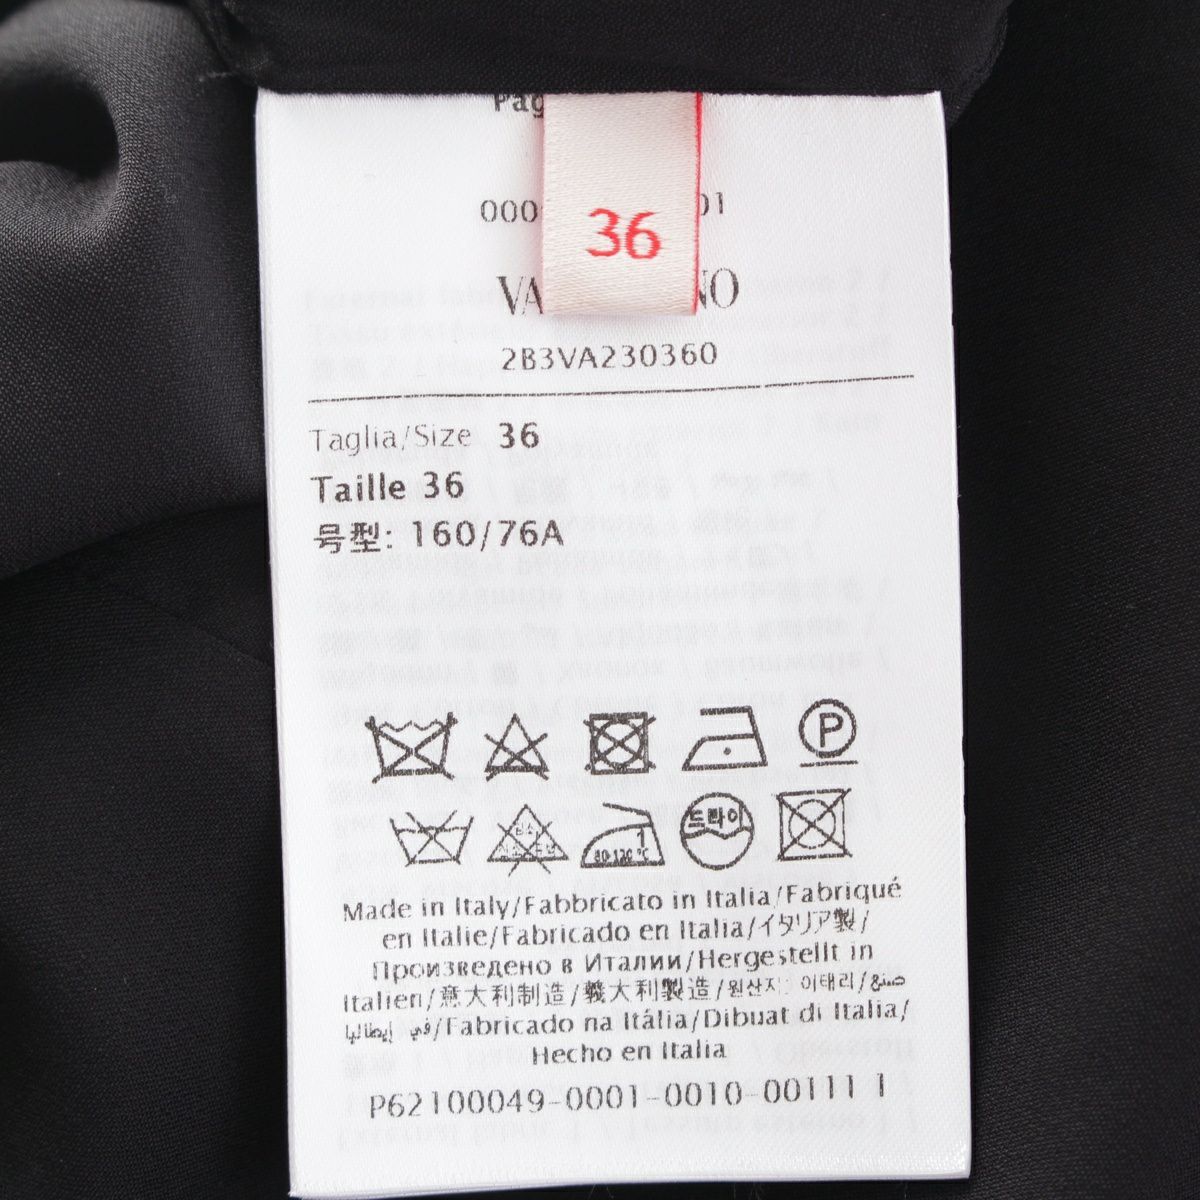 36
2B3VA230360
Taglia/Size 36
Taille 36
号型: 160/76A
P
1
80-120 °C
드라이
Made in Italy/Fabbricato in Italia/Fabriqué
en Italie/Fabricado en Italia/イタリア製/
Произведено в Италии/Hergestellt in
Italien/意大利制造/義大利製造/원산지: 이태리/صنع
في إيطاليا/Fabricado na Itália/Dibuat di Italia/
Hecho en Italia
P62100049-0001-0010-00111 1